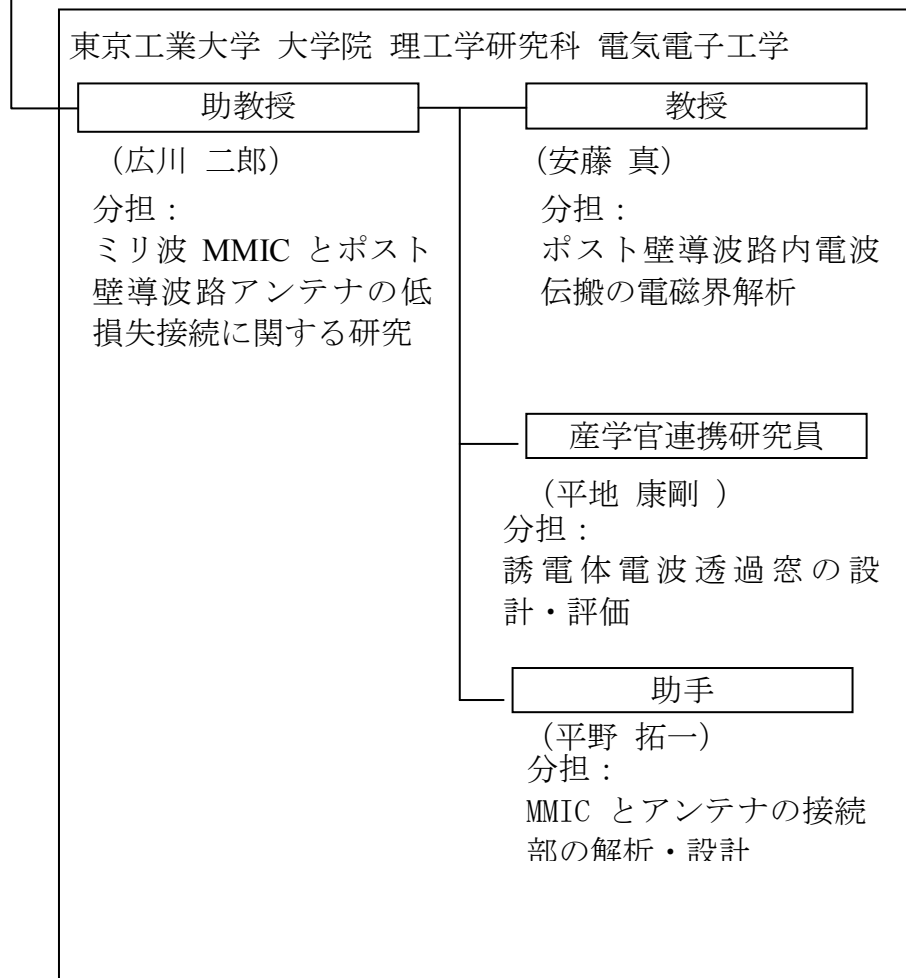 東京工業大学 大学院 理工学研究科 電気電子工学
助教授
(広川 二郎)
分担:
ミリ波 MMIC とポスト
壁導波路アンテナの低
損失接続に関する研究
教授
(安藤 真)
分担:
ポスト壁導波路内電波
伝搬の電磁界解析
産学官連携研究員
(平地 康剛 )
分担:
誘電体電波透過窓の設
計・評価
助手
(平野 拓一)
分担:
MMIC とアンテナの接続
部の解析・設計